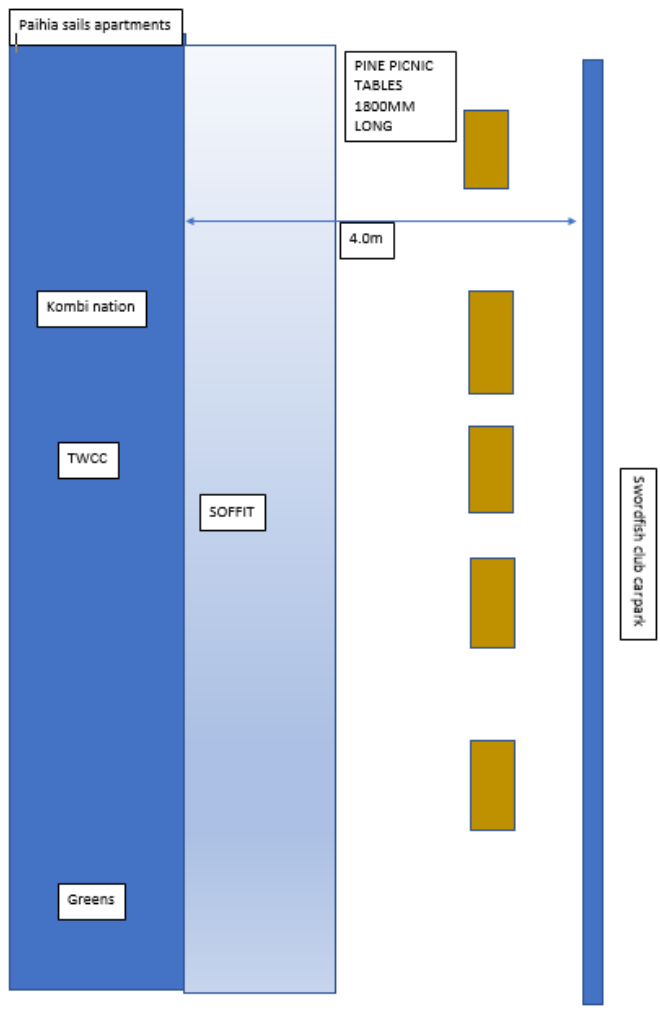 Paihia sails apartments
PINE PICNIC
TABLES
1800MM
LONG
4.0m
Kombi nation
TWCC
SOFFIT
Swordfish club carpark
Greens